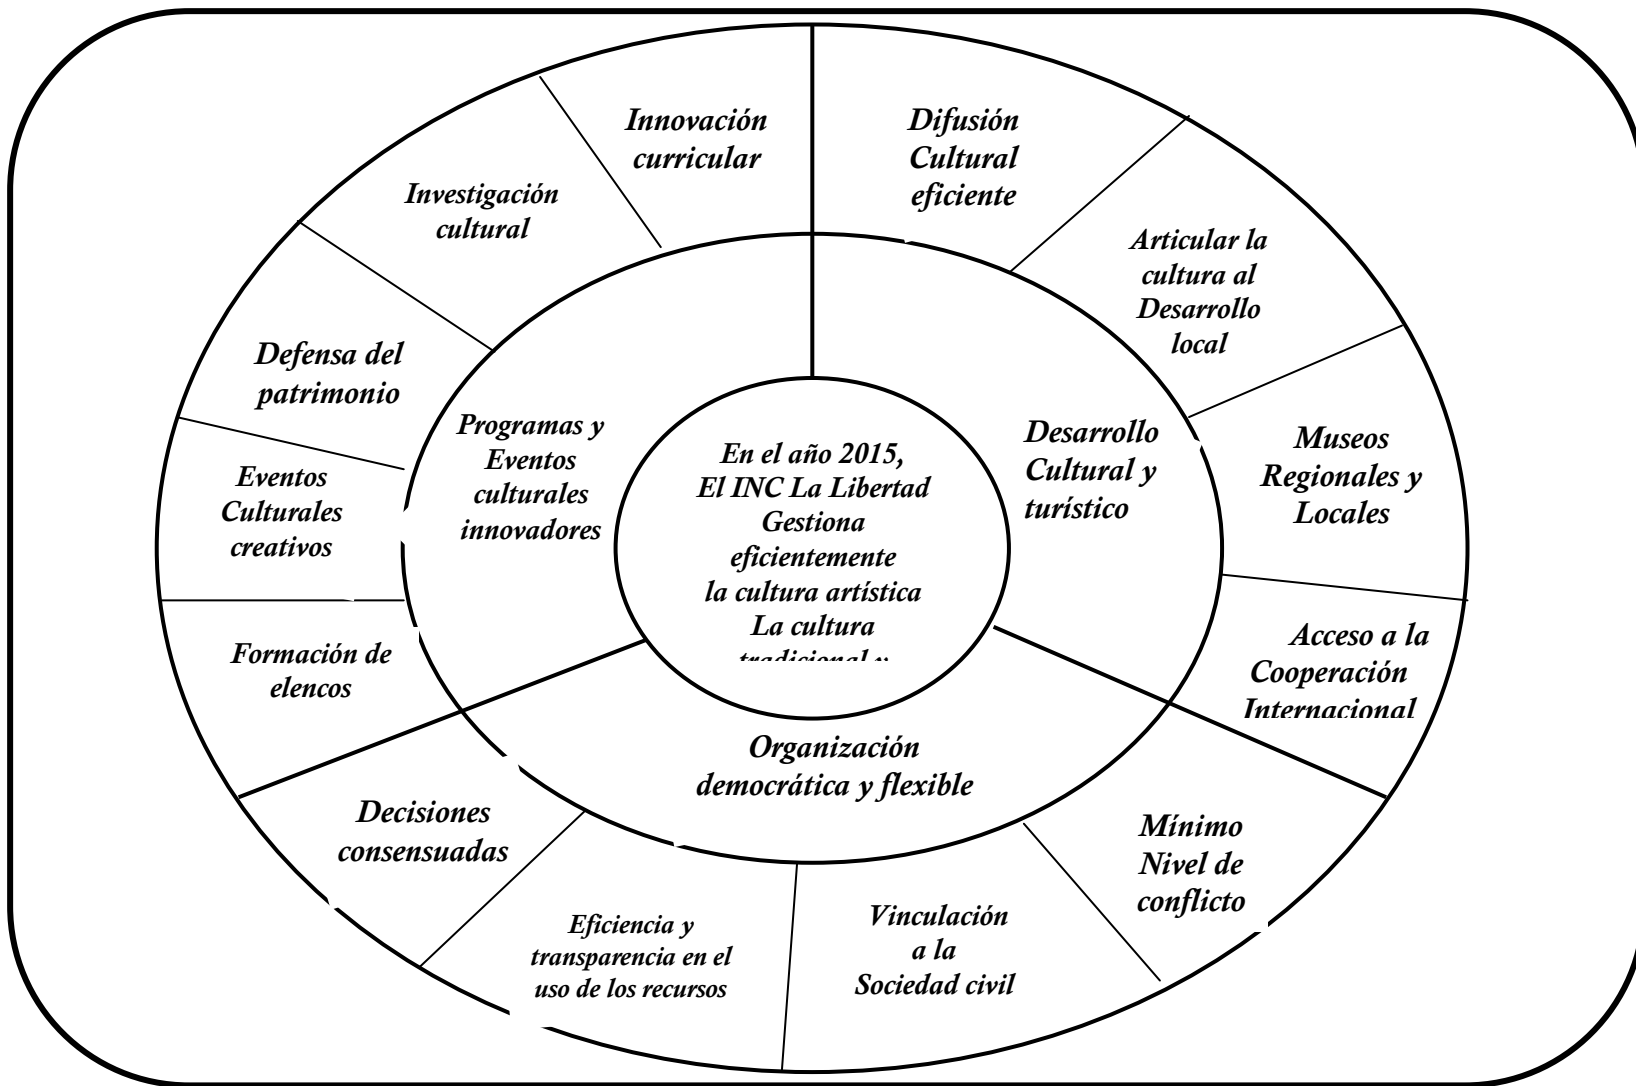 Innovación
curricular
Difusión
Cultural
eficiente
Investigación
cultural
Articular la
cultura al
Desarrollo
local
Defensa del
patrimonio
Programas y
Eventos
culturales
innovadores
En el año 2015,
El INC La Libertad
Gestiona
eficientemente
la cultura artística
La cultura
tradicional y
Desarrollo
Cultural y
turístico
Museos
Regionales y
Locales
Eventos
Culturales
creativos
Formación de
elencos
Acceso a la
Cooperación
Internacional
Organización
democrática y flexible
Decisiones
consensuadas
Eficiencia y
transparencia en el
uso de los recursos
Vinculación
a la
Sociedad civil
Mínimo
Nivel de
conflicto